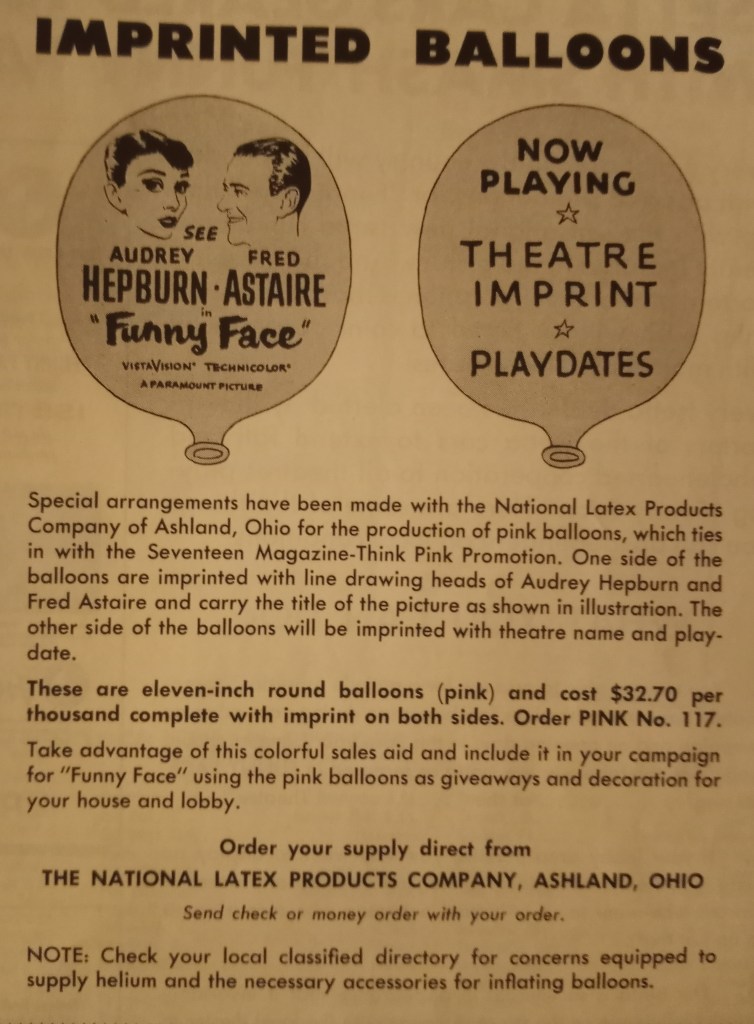 IMPRINTED BALLOONS
SEE
AUDREY FRED
HEPBURN · ASTAIRE
in
"Funny Face"
VISTAVISION® TECHNICOLOR®
A PARAMOUNT PICTURE
NOW
PLAYING
☆
THEATRE
IMPRINT
☆
PLAYDATES
Special arrangements have been made with the National Latex Products
Company of Ashland, Ohio for the production of pink balloons, which ties
in with the Seventeen Magazine-Think Pink Promotion. One side of the
balloons are imprinted with line drawing heads of Audrey Hepburn and
Fred Astaire and carry the title of the picture as shown in illustration. The
other side of the balloons will be imprinted with theatre name and play-
date.
These are eleven-inch round balloons (pink) and cost $32.70 per
thousand complete with imprint on both sides. Order PINK No. 117.
Take advantage of this colorful sales aid and include it in your campaign
for "Funny Face" using the pink balloons as giveaways and decoration for
your house and lobby.
Order your supply direct from
THE NATIONAL LATEX PRODUCTS COMPANY, ASHLAND, OHIO
Send check or money order with your order.
NOTE: Check your local classified directory for concerns equipped to
supply helium and the necessary accessories for inflating balloons.